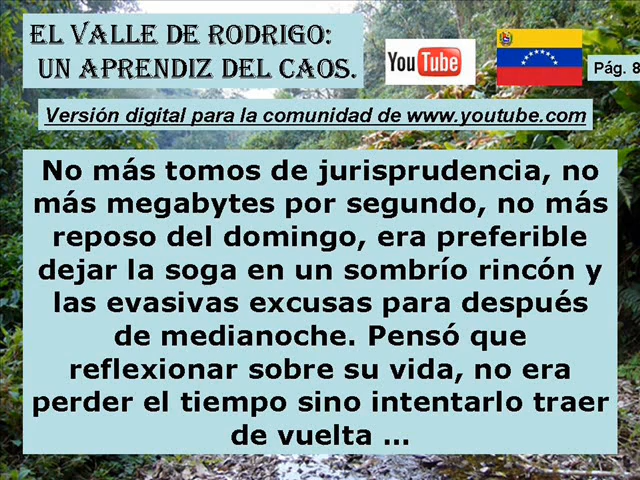 El Valle de Rodrigo:
Un aprendiz del caos.
YouTube
Pág. 8
Versión digital para la comunidad de www.youtube.com
No más tomos de jurisprudencia, no
más megabytes por segundo, no más
reposo del domingo, era preferible
dejar la soga en un sombrío rincón y
las evasivas excusas para después
de medianoche. Pensó que
reflexionar sobre su vida, no era
perder el tiempo sino intentarlo traer
de vuelta ...